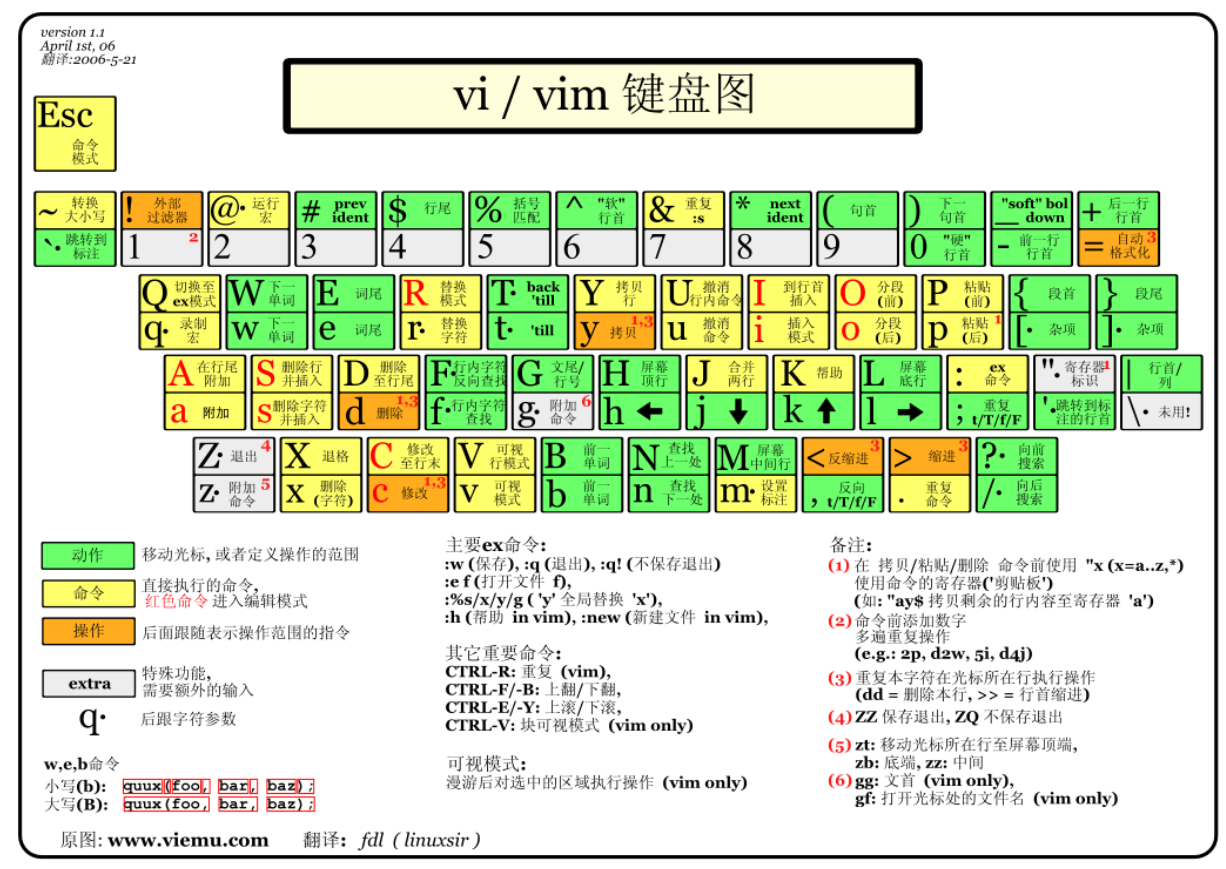 version 1.1
April 1st, 06
翻译:2006-5-21
vi / vim 键盘图
Esc
命令
模式
~ 转换
大小写
! 外部
过滤器
@· 运行
宏
# prev
ident
$ 行尾
% 括号
匹配
^ "软"
行首
& 重复
:s
* next
ident
( 句首
) 下一
句首
"soft" bol
_ down
+ 后一行
行首
`· 跳转到
标注
1 2
2
3
4
5
6
7
8
9
0 "硬"
行首
- 前一行
行首
= 自动 3
格式化
Q 切换至
ex模式
W 下一
单词
E 词尾
R 替换
模式
T· back
'till
Y 拷贝
行
U 撤消
行内命令
I 到行首
插入
O 分段
(前)
P 粘贴
(前)
{ 段首
} 段尾
q· 录制
宏
w 下一
单词
e 词尾
r· 替换
字符
t· 'till
y 拷贝 1,3
u 撤消
命令
i 插入
模式
o 分段
(后)
p 粘贴 1
(后)
[· 杂项
]· 杂项
A 在行尾
附加
S 删除行
并插入
D 删除
至行尾
F· 行内字符
反向查找
G 文尾/
行号
H 屏幕
顶行
J 合并
两行
K 帮助
L 屏幕
底行
: ex
命令
"· 寄存器 1
标识
| 行首/
列
a 附加
s 删除字符
并插入
d 删除 1,3
f· 行内字符
查找
g· 附加 6
命令
h ←
j ↓
k ↑
l →
; 重复
t/T/f/F
'· 跳转到标
注的行首
\· 未用!
Z· 退出 4
X 退格
C 修改
至行末
V 可视
行模式
B 前一
单词
N 查找
上一处
M 屏幕
中间行
< 反缩进 3
> 缩进 3
?· 向前
搜索
z· 附加 5
命令
x 删除
(字符)
c 修改 1,3
v 可视
模式
b 前一
单词
n 查找
下一处
m· 设置
标注
, 反向
t/T/f/F
. 重复
命令
/· 向后
搜索
动作 移动光标, 或者定义操作的范围
命令 直接执行的命令,
红色命令 进入编辑模式
操作 后面跟随表示操作范围的指令
extra 特殊功能,
需要额外的输入
q· 后跟字符参数
w,e,b命令
小写(b): quux(foo, bar, baz);
大写(B): quux(foo, bar, baz);
主要ex命令:
:w (保存), :q (退出), :q! (不保存退出)
:e f (打开文件 f),
:%s/x/y/g ( 'y' 全局替换 'x'),
:h (帮助 in vim), :new (新建文件 in vim),
其它重要命令:
CTRL-R: 重复 (vim),
CTRL-F/-B: 上翻/下翻,
CTRL-E/-Y: 上滚/下滚,
CTRL-V: 块可视模式 (vim only)
可视模式:
漫游后对选中的区域执行操作 (vim only)
备注:
(1) 在 拷贝/粘贴/删除 命令前使用 "x (x=a..z,*)
使用命令的寄存器('剪贴板')
(如: "ay$ 拷贝剩余的行内容至寄存器 'a')
(2) 命令前添加数字
多遍重复操作
(e.g.: 2p, d2w, 5i, d4j)
(3) 重复本字符在光标所在行执行操作
(dd = 删除本行, >> = 行首缩进)
(4) ZZ 保存退出, ZQ 不保存退出
(5) zt: 移动光标所在行至屏幕顶端,
zb: 底端, zz: 中间
(6) gg: 文首 (vim only),
gf: 打开光标处的文件名 (vim only)
原图: www.viemu.com 翻译: fdl ( linuxsir )